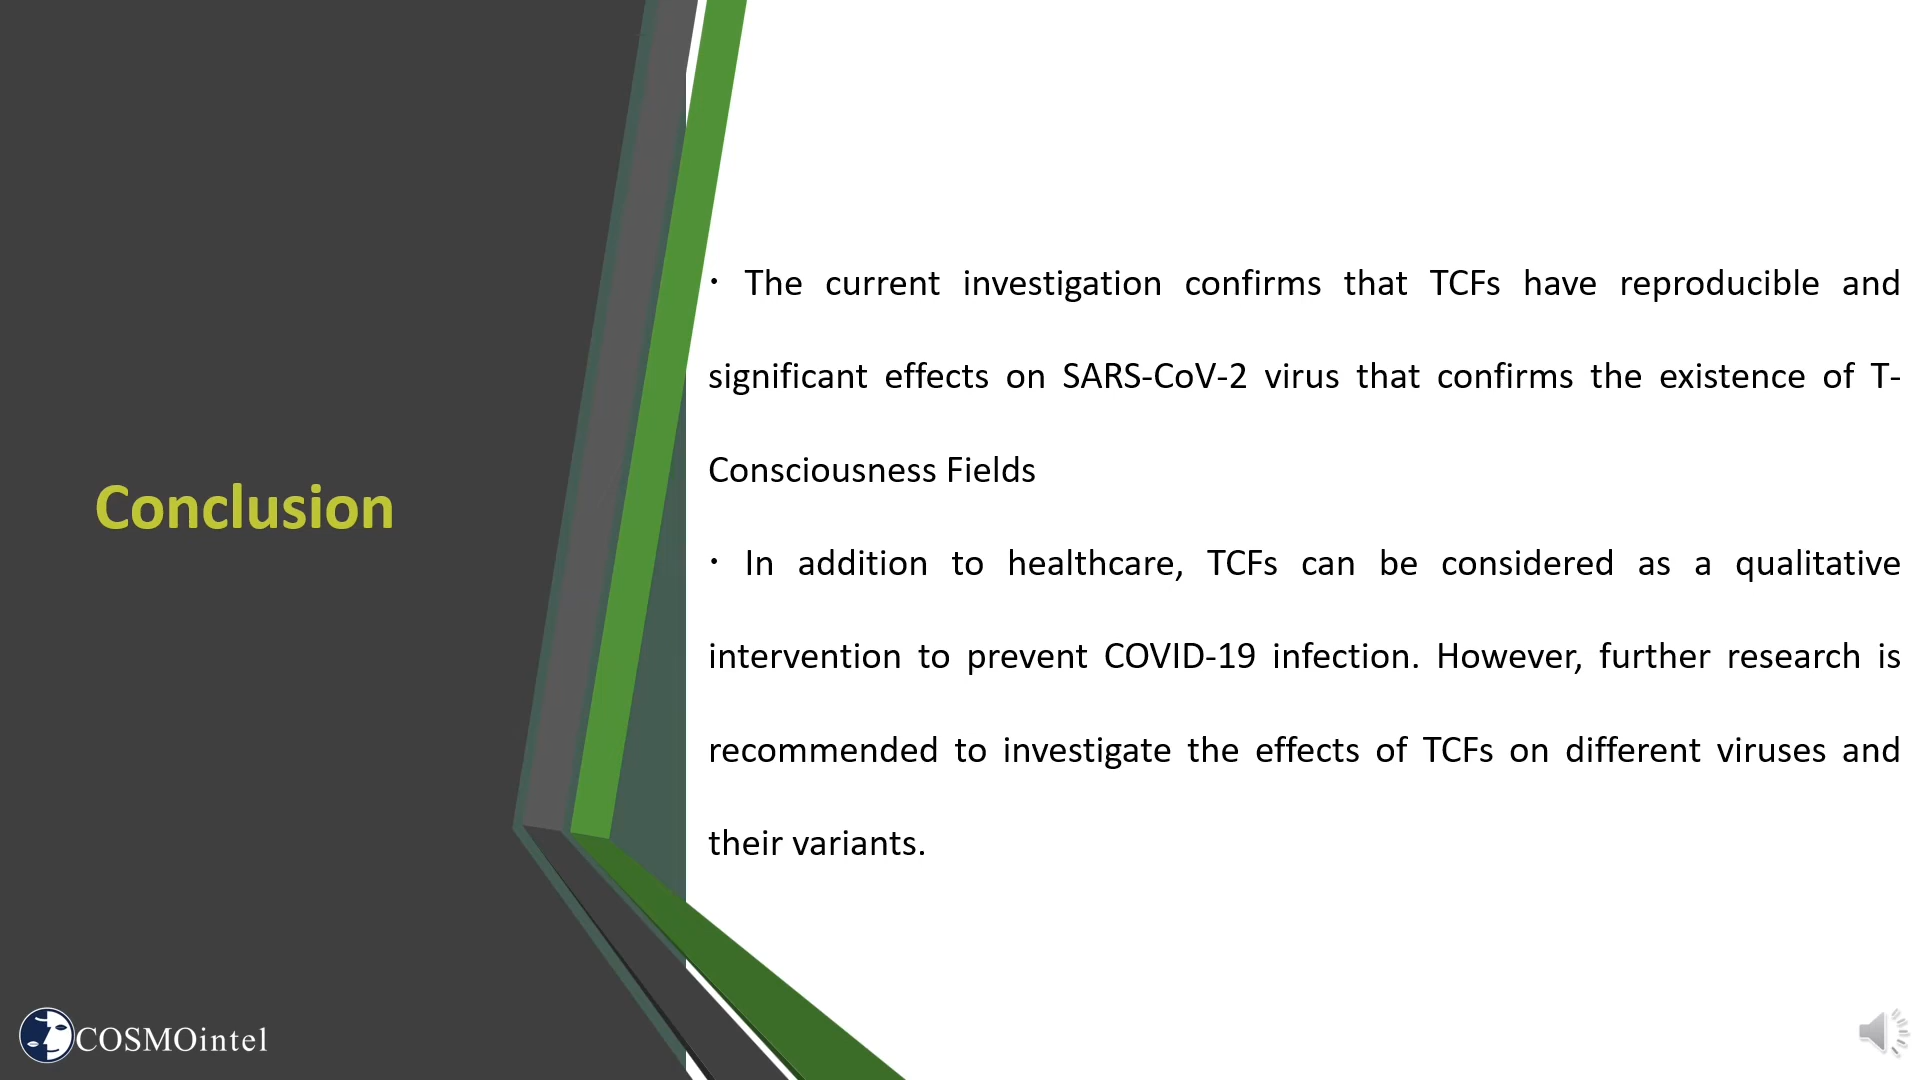 Conclusion
· The current investigation confirms that TCFs have reproducible and
significant effects on SARS-CoV-2 virus that confirms the existence of T-
Consciousness Fields
· In addition to healthcare, TCFs can be considered as a qualitative
intervention to prevent COVID-19 infection. However, further research is
recommended to investigate the effects of TCFs on different viruses and
their variants.
COSMOintel